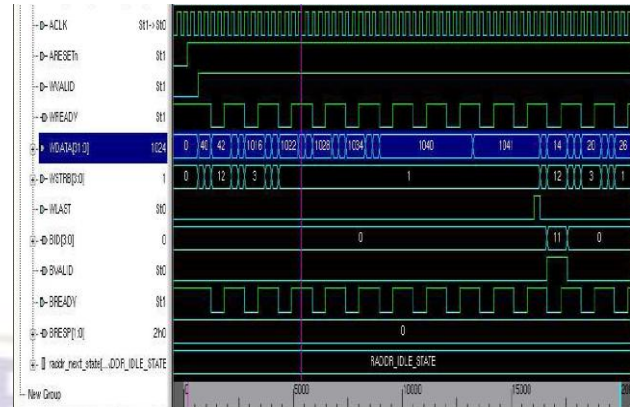 ACLK St1->St0
ARESETn St1
WVALID St1
WREADY St1
WDATA[31:0] 1024 0 40 42 1016 1022 1028 1034 1040 1041 14 20 26
WSTRB[3:0] 1 0 12 3 1 12 3 1
WLAST St0
BID[3:0] 0 0 11 0
BVALID St0
BREADY St1
BRESP[1:0] 2'h0 0
raddr_next_state[...DDR_IDLE_STATE RADDR_IDLE_STATE
New Group 5000 10000 15000